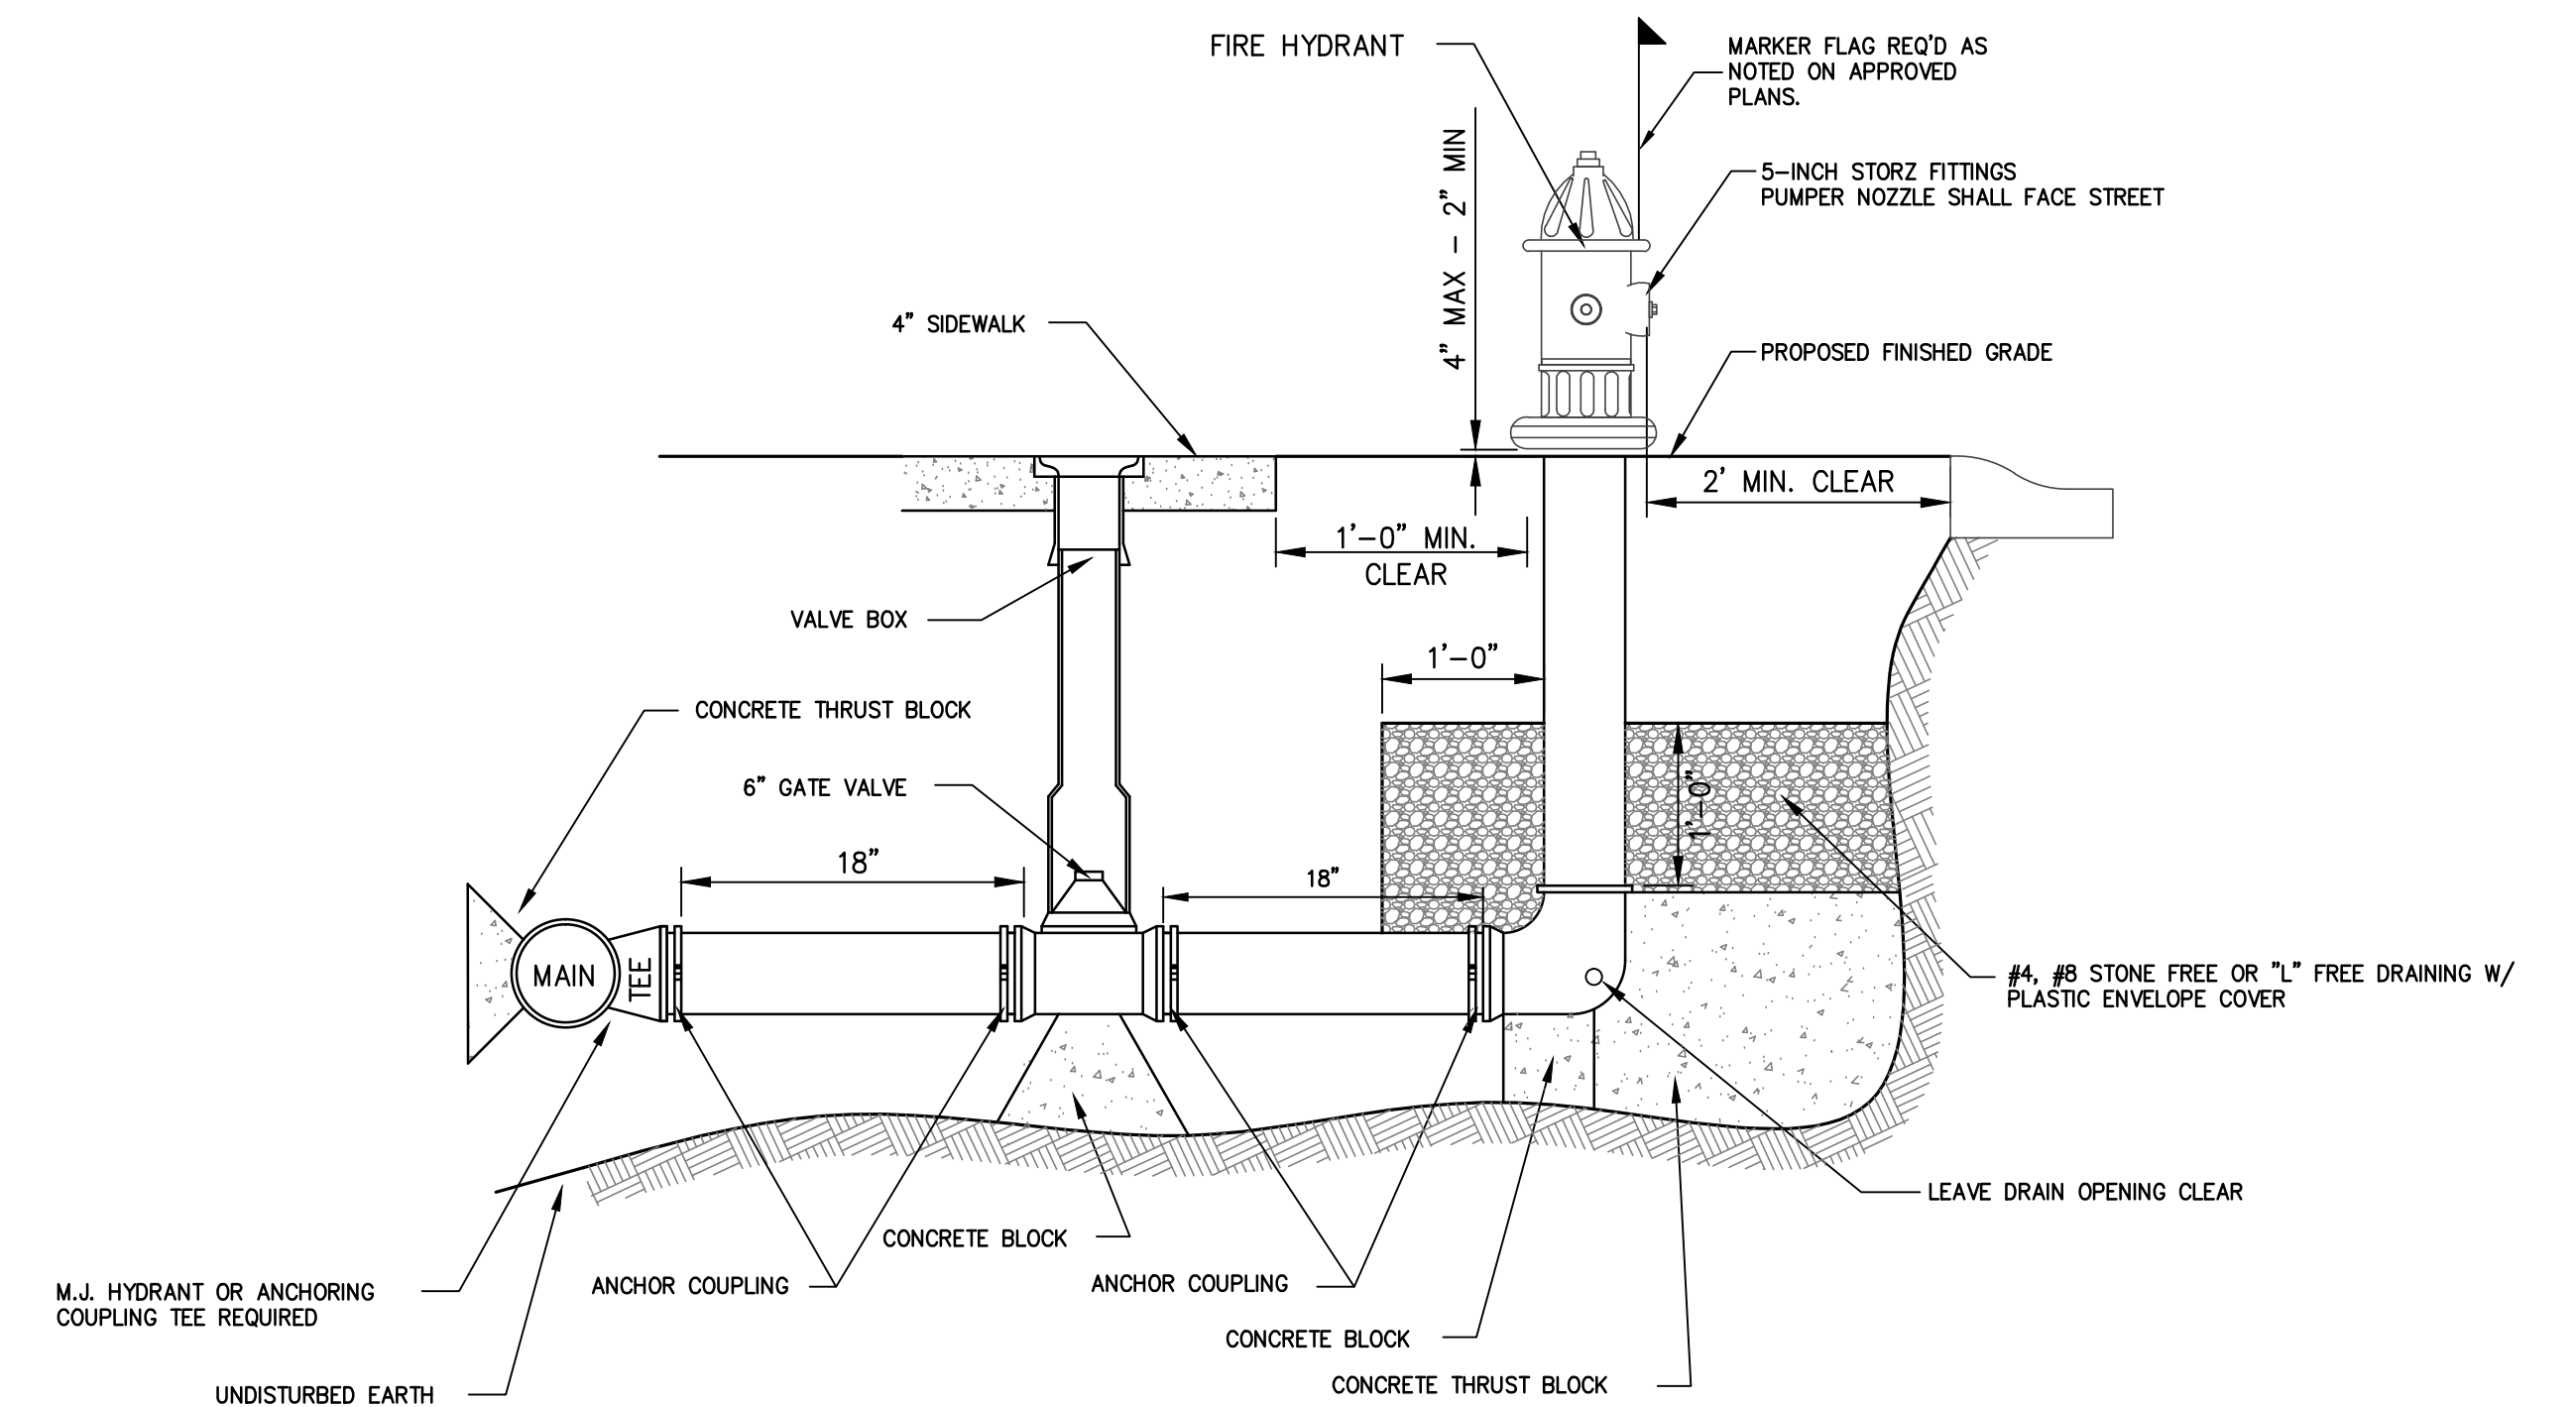 FIRE HYDRANT
MARKER FLAG REQ'D AS
NOTED ON APPROVED
PLANS.
4" MAX - 2" MIN
5-INCH STORZ FITTINGS
PUMPER NOZZLE SHALL FACE STREET
4" SIDEWALK
PROPOSED FINISHED GRADE
2' MIN. CLEAR
1'-0" MIN.
CLEAR
VALVE BOX
1'-0"
CONCRETE THRUST BLOCK
6" GATE VALVE
1'-0"
18"
18"
MAIN
TEE
#4, #8 STONE FREE OR "L" FREE DRAINING W/
PLASTIC ENVELOPE COVER
LEAVE DRAIN OPENING CLEAR
CONCRETE BLOCK
M.J. HYDRANT OR ANCHORING
COUPLING TEE REQUIRED
ANCHOR COUPLING
ANCHOR COUPLING
CONCRETE BLOCK
CONCRETE THRUST BLOCK
UNDISTURBED EARTH